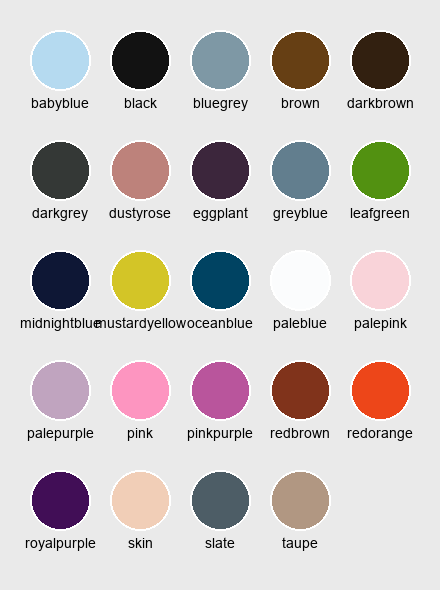 babyblue black bluegrey brown darkbrown
darkgrey dustyrose eggplant greyblue leafgreen
midnightblue mustardyellow oceanblue paleblue palepink
palepurple pink pinkpurple redbrown redorange
royalpurple skin slate taupe